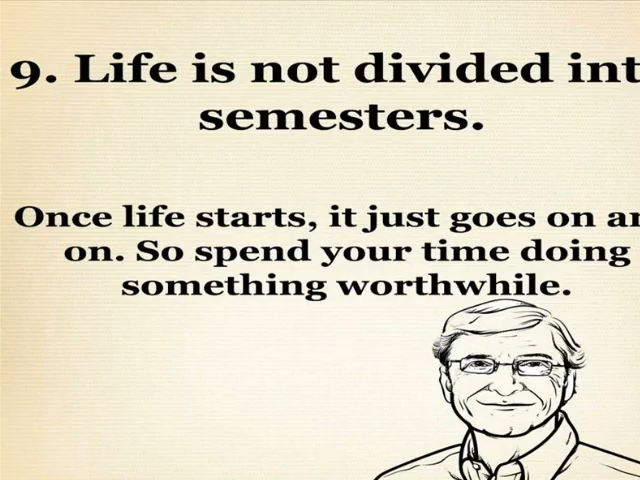 9. Life is not divided int
semesters.
Once life starts, it just goes on an
on. So spend your time doing
something worthwhile.